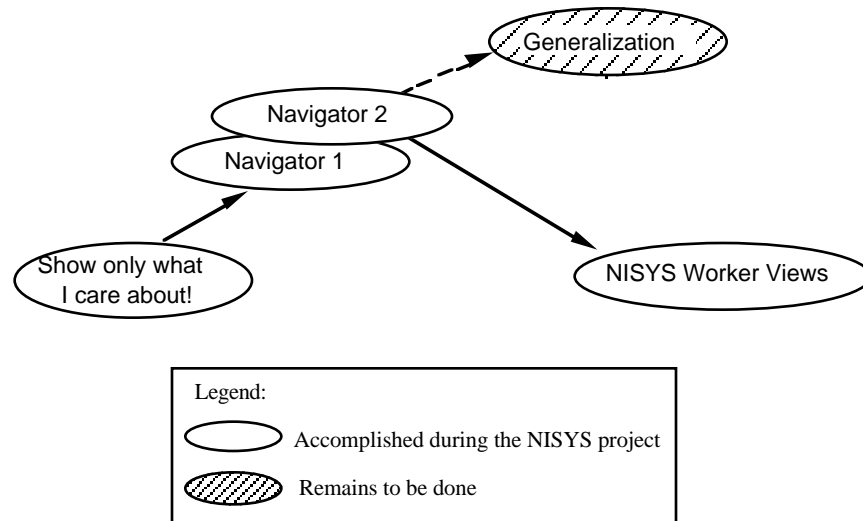 Generalization
Navigator 2
Navigator 1
Show only what
I care about!
NISYS Worker Views
Legend:
Accomplished during the NISYS project
Remains to be done